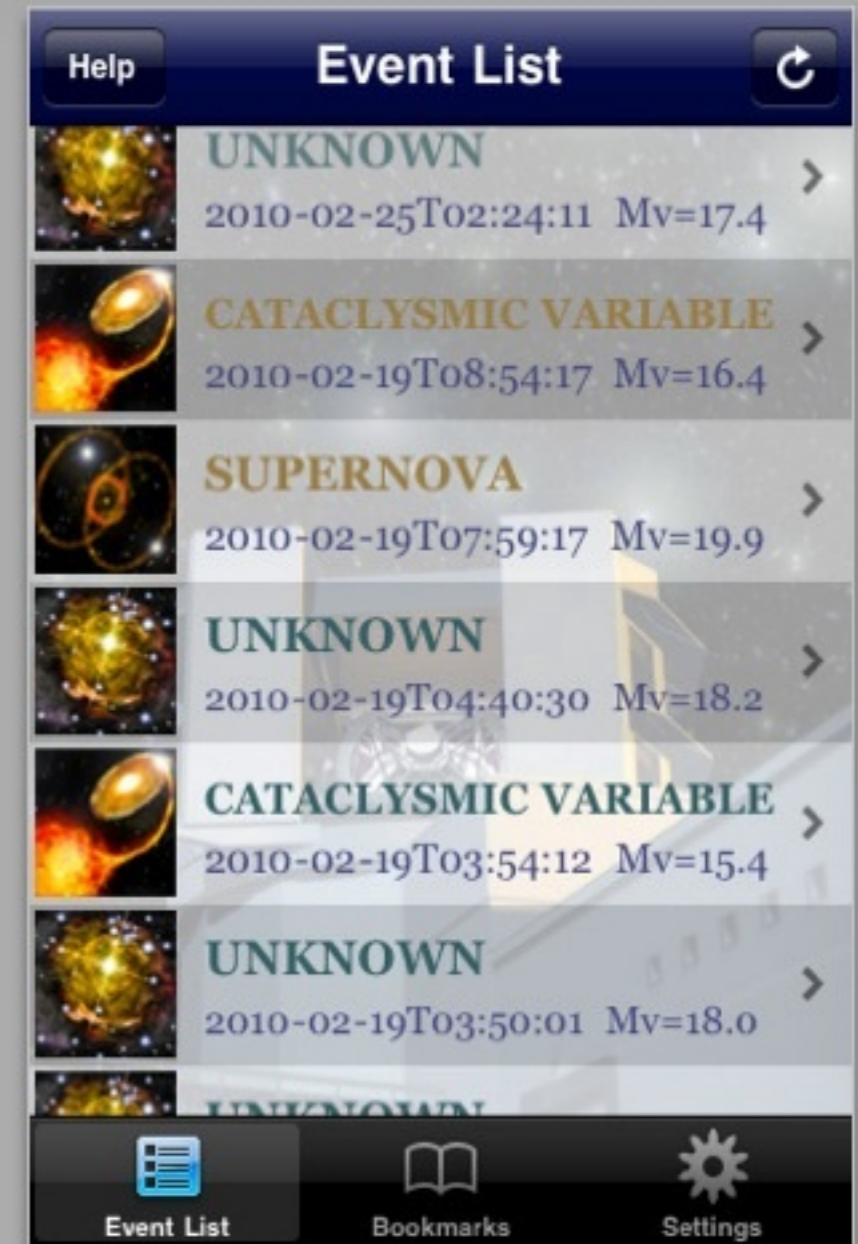 Help
Event List
UNKNOWN
2010-02-25T02:24:11 Mv=17.4
CATACLYSMIC VARIABLE
2010-02-19T08:54:17 Mv=16.4
SUPERNOVA
2010-02-19T07:59:17 Mv=19.9
UNKNOWN
2010-02-19T04:40:30 Mv=18.2
CATACLYSMIC VARIABLE
2010-02-19T03:54:12 Mv=15.4
UNKNOWN
2010-02-19T03:50:01 Mv=18.0
UNKNOWN
Event List
Bookmarks
Settings